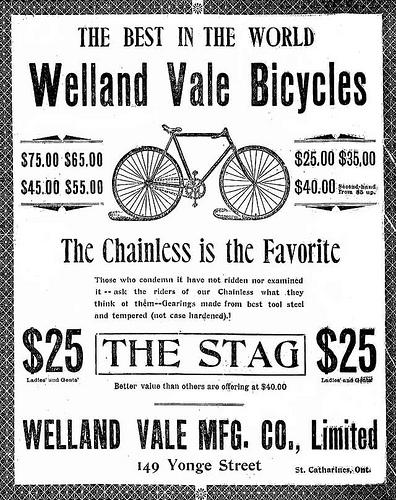 THE BEST IN THE WORLD
Welland Vale Bicycles
$75.00 $65.00
$45.00 $55.00
$25.00 $35.00
$40.00 Second-hand from $5 up.
The Chainless is the Favorite
Those who condemn it have not ridden nor examined
it -- ask the riders of our Chainless what they
think of them--Gearings made from best tool steel
and tempered (not case hardened).!
$25
Ladies' and Gents'
THE STAG
$25
Ladies' and Gents'
Better value than others are offering at $40.00
WELLAND VALE MFG. CO., Limited
149 Yonge Street
St. Catharines, Ont.